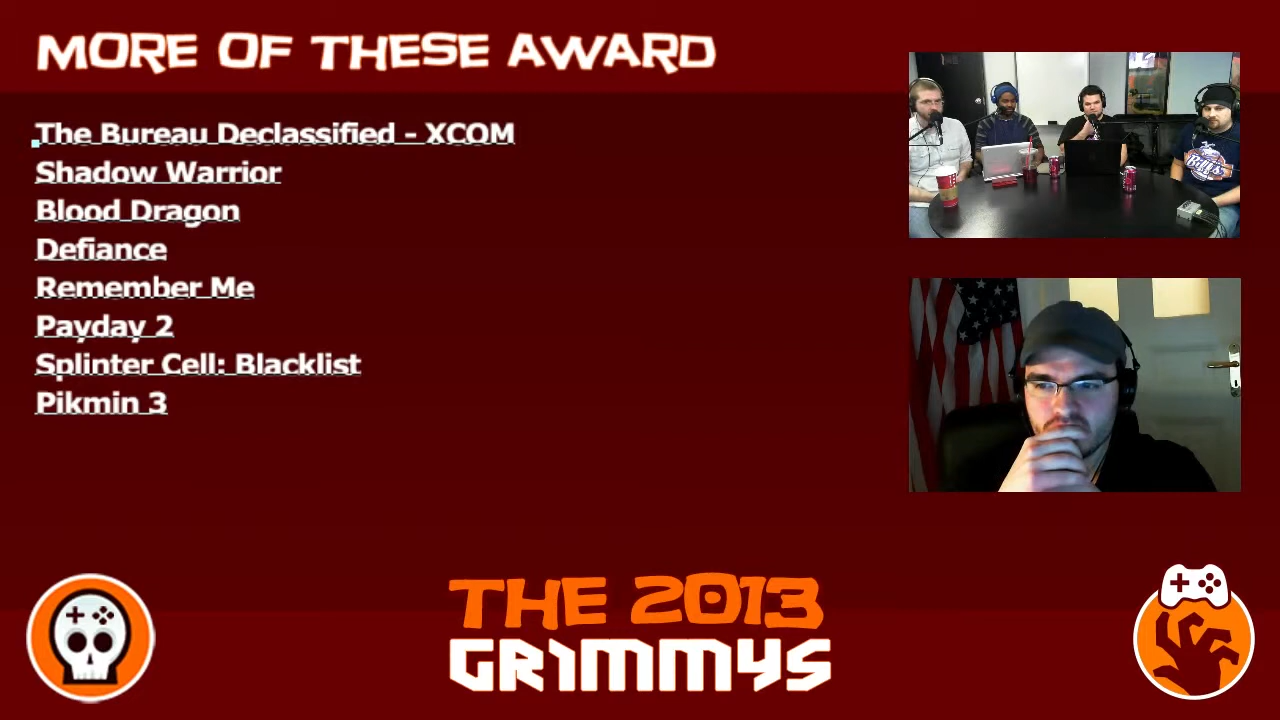 MORE OF THESE AWARD
The Bureau Declassified - XCOM
Shadow Warrior
Blood Dragon
Defiance
Remember Me
Payday 2
Splinter Cell: Blacklist
Pikmin 3
THE 2013
GR1MM4S